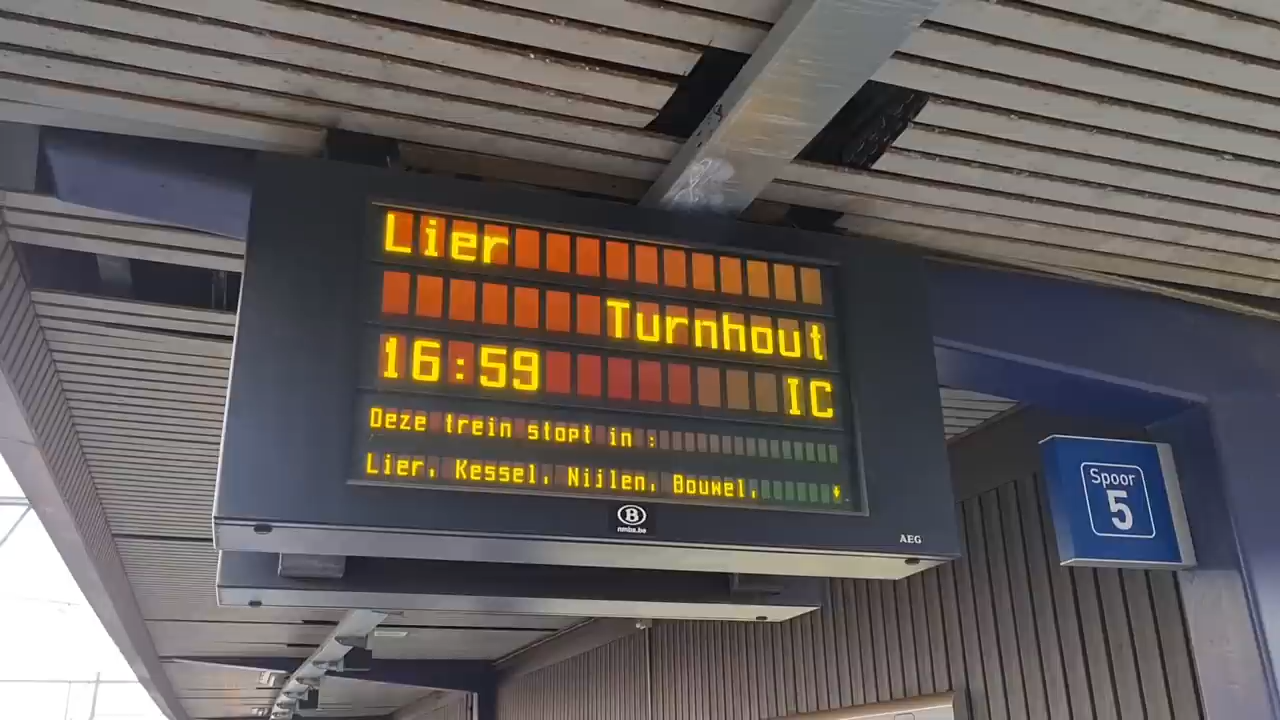 Lier
Turnhout
16:59 IC
Deze trein stopt in :
Lier, Kessel, Nijlen, Bouwel,
B
nmbs.be
AEG
Spoor
5